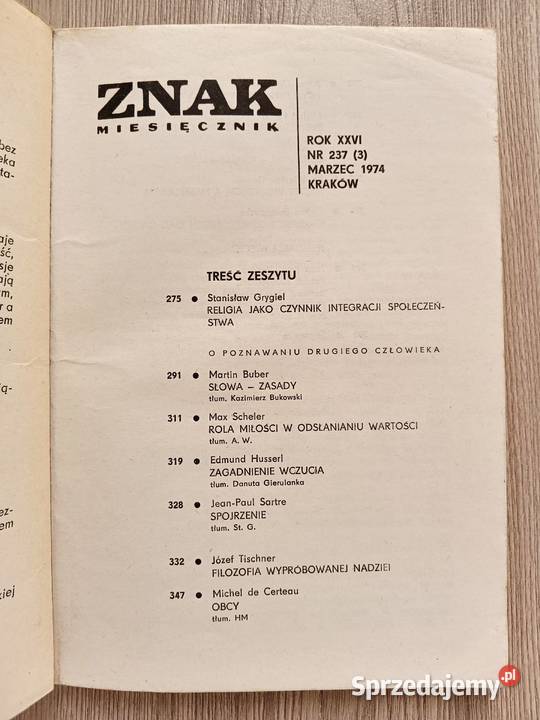 ZNAK
MIESIĘCZNIK
ROK XXVI
NR 237 (3)
MARZEC 1974
KRAKÓW
TREŚĆ ZESZYTU
275 ● Stanisław Grygiel
RELIGIA JAKO CZYNNIK INTEGRACJI SPOŁECZEŃ-
STWA
O POZNAWANIU DRUGIEGO CZŁOWIEKA
291 ● Martin Buber
SŁOWA – ZASADY
tłum. Kazimierz Bukowski
311 ● Max Scheler
ROLA MIŁOŚCI W ODSŁANIANIU WARTOŚCI
tłum. A. W.
319 ● Edmund Husserl
ZAGADNIENIE WCZUCIA
tłum. Danuta Gierulanka
328 ● Jean-Paul Sartre
SPOJRZENIE
tłum. St. G.
332 ● Józef Tischner
FILOZOFIA WYPRÓBOWANEJ NADZIEI
347 ● Michel de Certeau
OBCY
tłum. HM
Sprzedajemy.pl